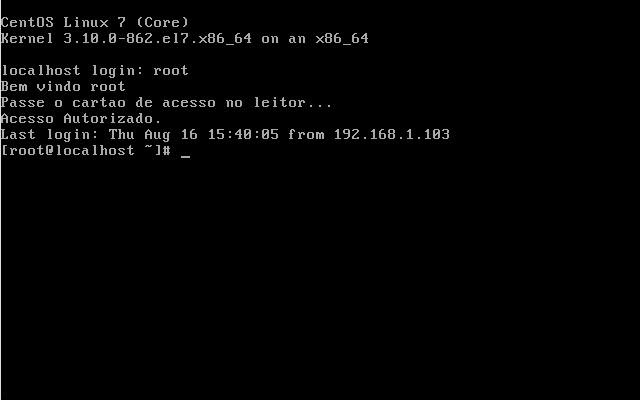 CentOS Linux 7 (Core)
Kernel 3.10.0-862.el7.x86_64 on an x86_64
localhost login: root
Bem vindo root
Passe o cartao de acesso no leitor...
Acesso Autorizado.
Last login: Thu Aug 16 15:40:05 from 192.168.1.103
[root@localhost ~]# _